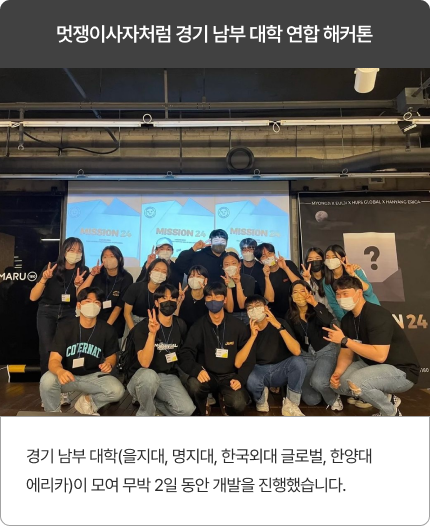 멋쟁이사자처럼 경기 남부 대학 연합 해커톤
MISSION 24
MISSION
MISSION 24
MARU
24
경기 남부 대학(을지대, 명지대, 한국외대 글로벌, 한양대
에리카)이 모여 무박 2일 동안 개발을 진행했습니다.